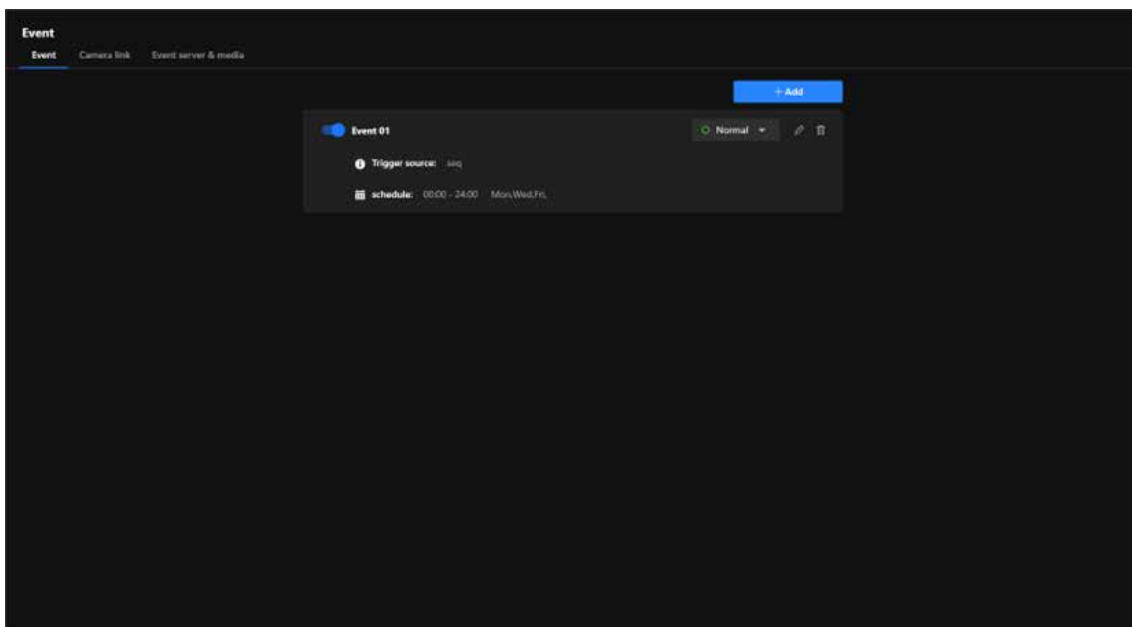 Event
Event Camera link Event server & media
+ Add
Event 01 Normal
Trigger source: seq
schedule: 00:00 - 24:00 Mon,Wed,Fri,